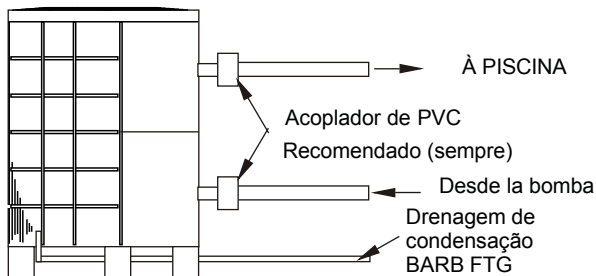 À PISCINA
Acoplador de PVC
Recomendado (sempre)
Desde la bomba
Drenagem de
condensação
BARB FTG